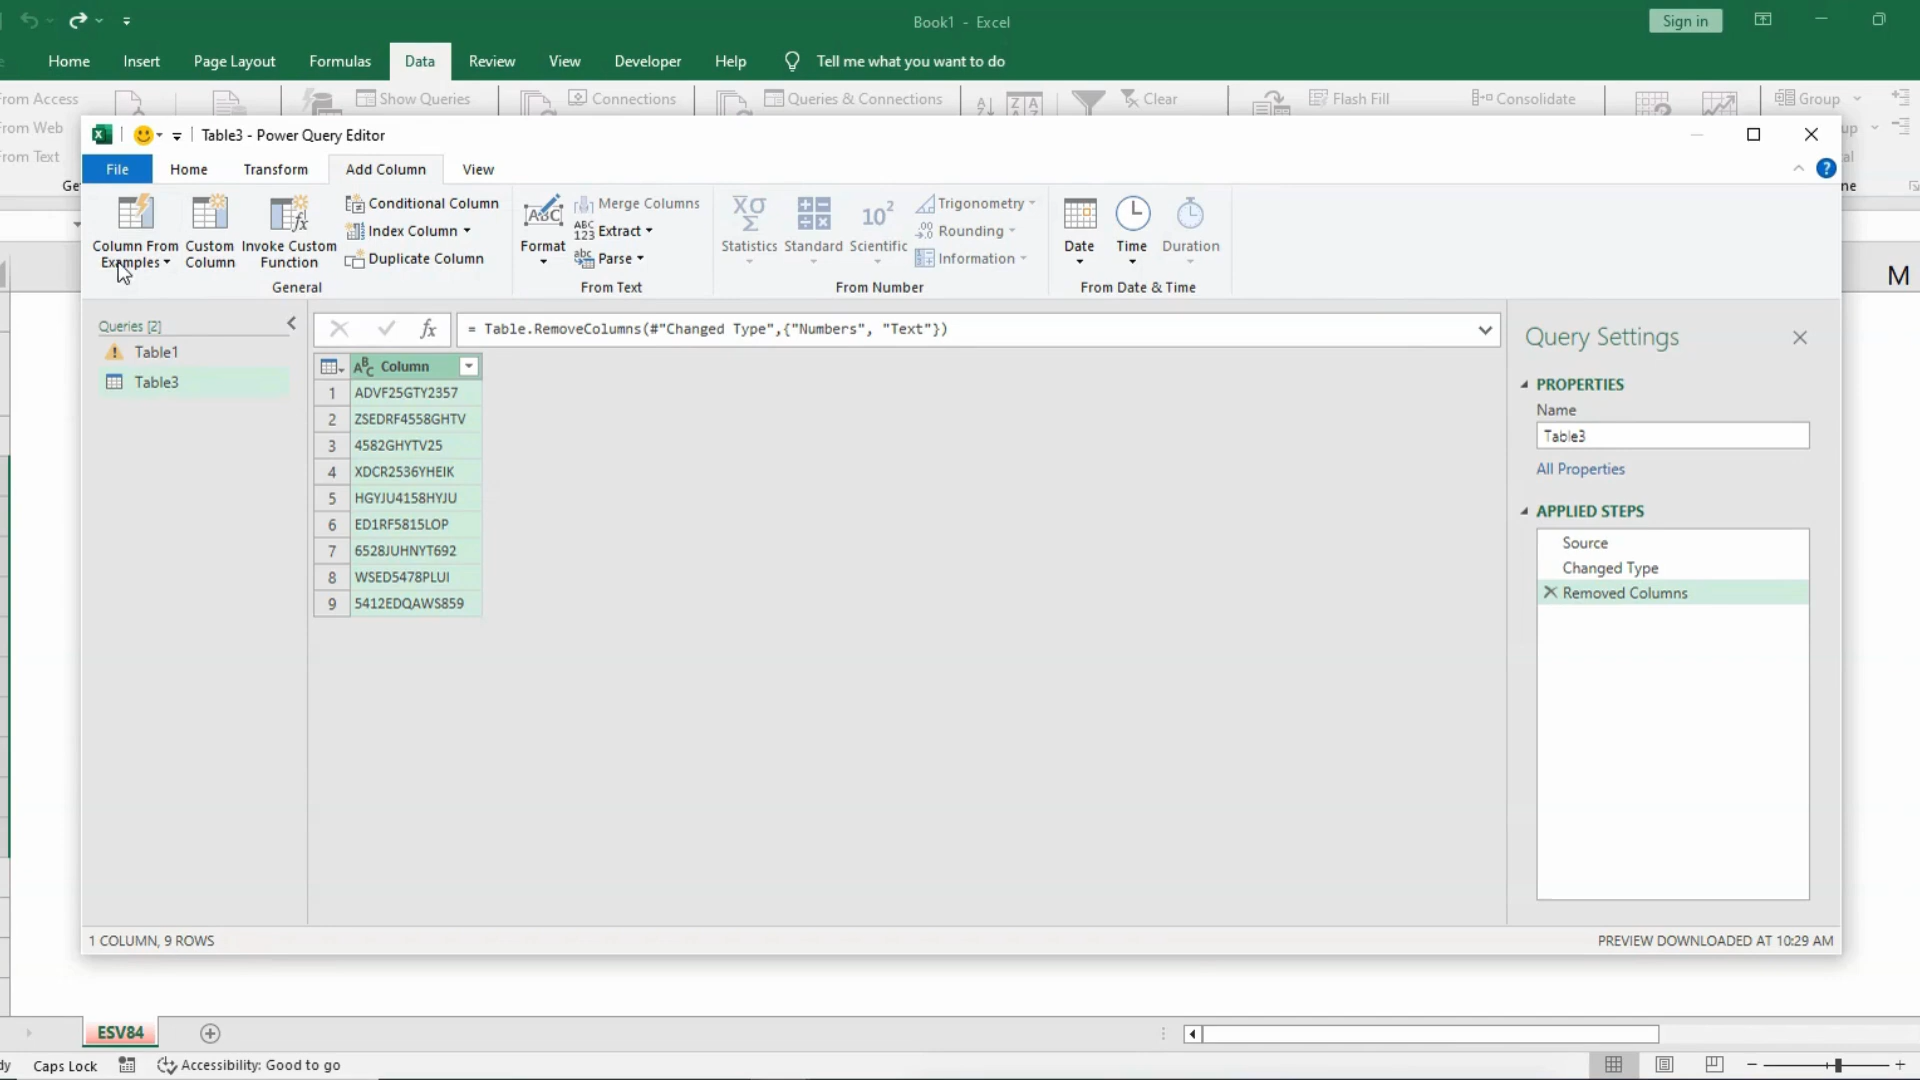 Book1 - Excel
Sign in
Home Insert Page Layout Formulas Data Review View Developer Help Tell me what you want to do
rom Access Show Queries Connections Queries & Connections Clear Flash Fill Consolidate Group
rom Web
rom Text
Table3 - Power Query Editor
File Home Transform Add Column View
Column From Examples
Custom Column
Invoke Custom Function
Conditional Column
Index Column
Duplicate Column
General
Format
Merge Columns
Extract
Parse
From Text
Statistics
Standard
Scientific
Trigonometry
Rounding
Information
From Number
Date
Time
Duration
From Date & Time
M
Queries [2]
Table1
Table3
= Table.RemoveColumns(#"Changed Type",{"Numbers", "Text"})
Column
1 ADVF25GTY2357
2 ZSEDRF4558GHTV
3 4582GHYTV25
4 XDCR2536YHEIK
5 HGYJU4158HYJU
6 ED1RF5815LOP
7 6528JUHNYT692
8 WSED5478PLUI
9 5412EDQAWS859
Query Settings
PROPERTIES
Name
Table3
All Properties
APPLIED STEPS
Source
Changed Type
Removed Columns
1 COLUMN, 9 ROWS
PREVIEW DOWNLOADED AT 10:29 AM
ESV84
Caps Lock Accessibility: Good to go